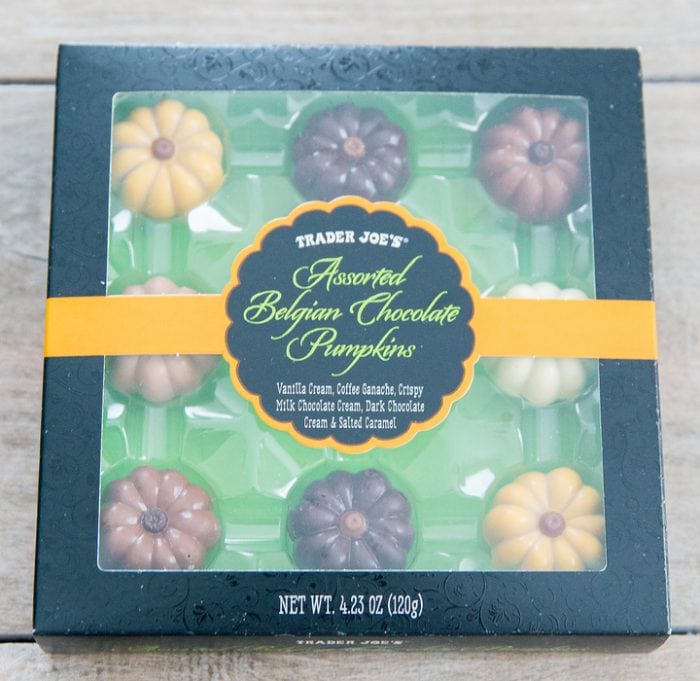 TRADER JOE'S®
Assorted
Belgian Chocolate
Pumpkins
Vanilla Cream, Coffee Ganache, Crispy
Milk Chocolate Cream, Dark Chocolate
Cream & Salted Caramel
NET WT. 4.23 OZ (120g)
TRADER JOE'S